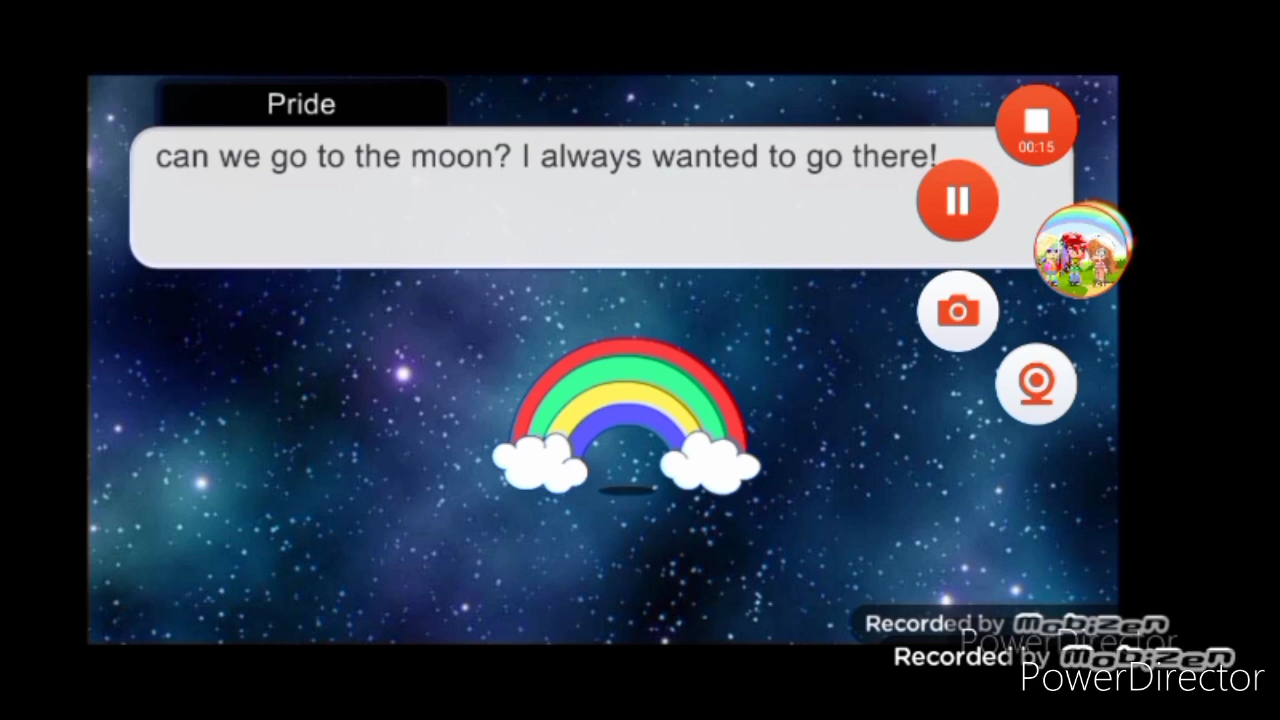 Pride
can we go to the moon? I always wanted to go there!
00:15
Recorded by Mobizen
PowerDirector
Recorded by Mobizen
PowerDirector